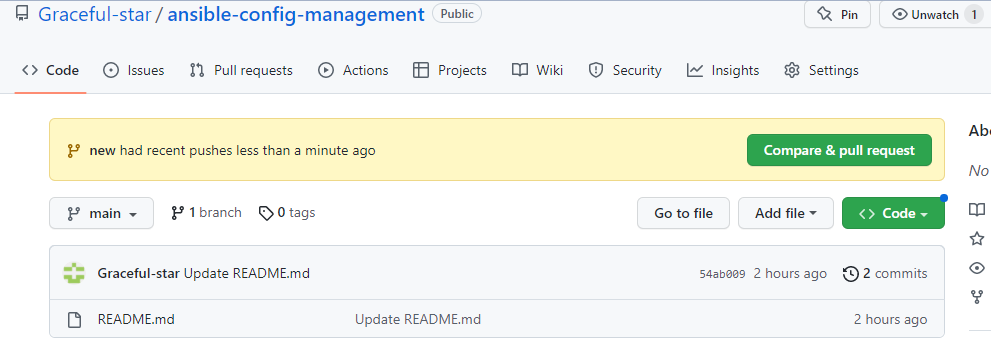 Graceful-star / ansible-config-management Public Pin Unwatch 1
Code Issues Pull requests Actions Projects Wiki Security Insights Settings
new had recent pushes less than a minute ago Compare & pull request
main 1 branch 0 tags Go to file Add file Code
Graceful-star Update README.md 54ab009 2 hours ago 2 commits
README.md Update README.md 2 hours ago
No